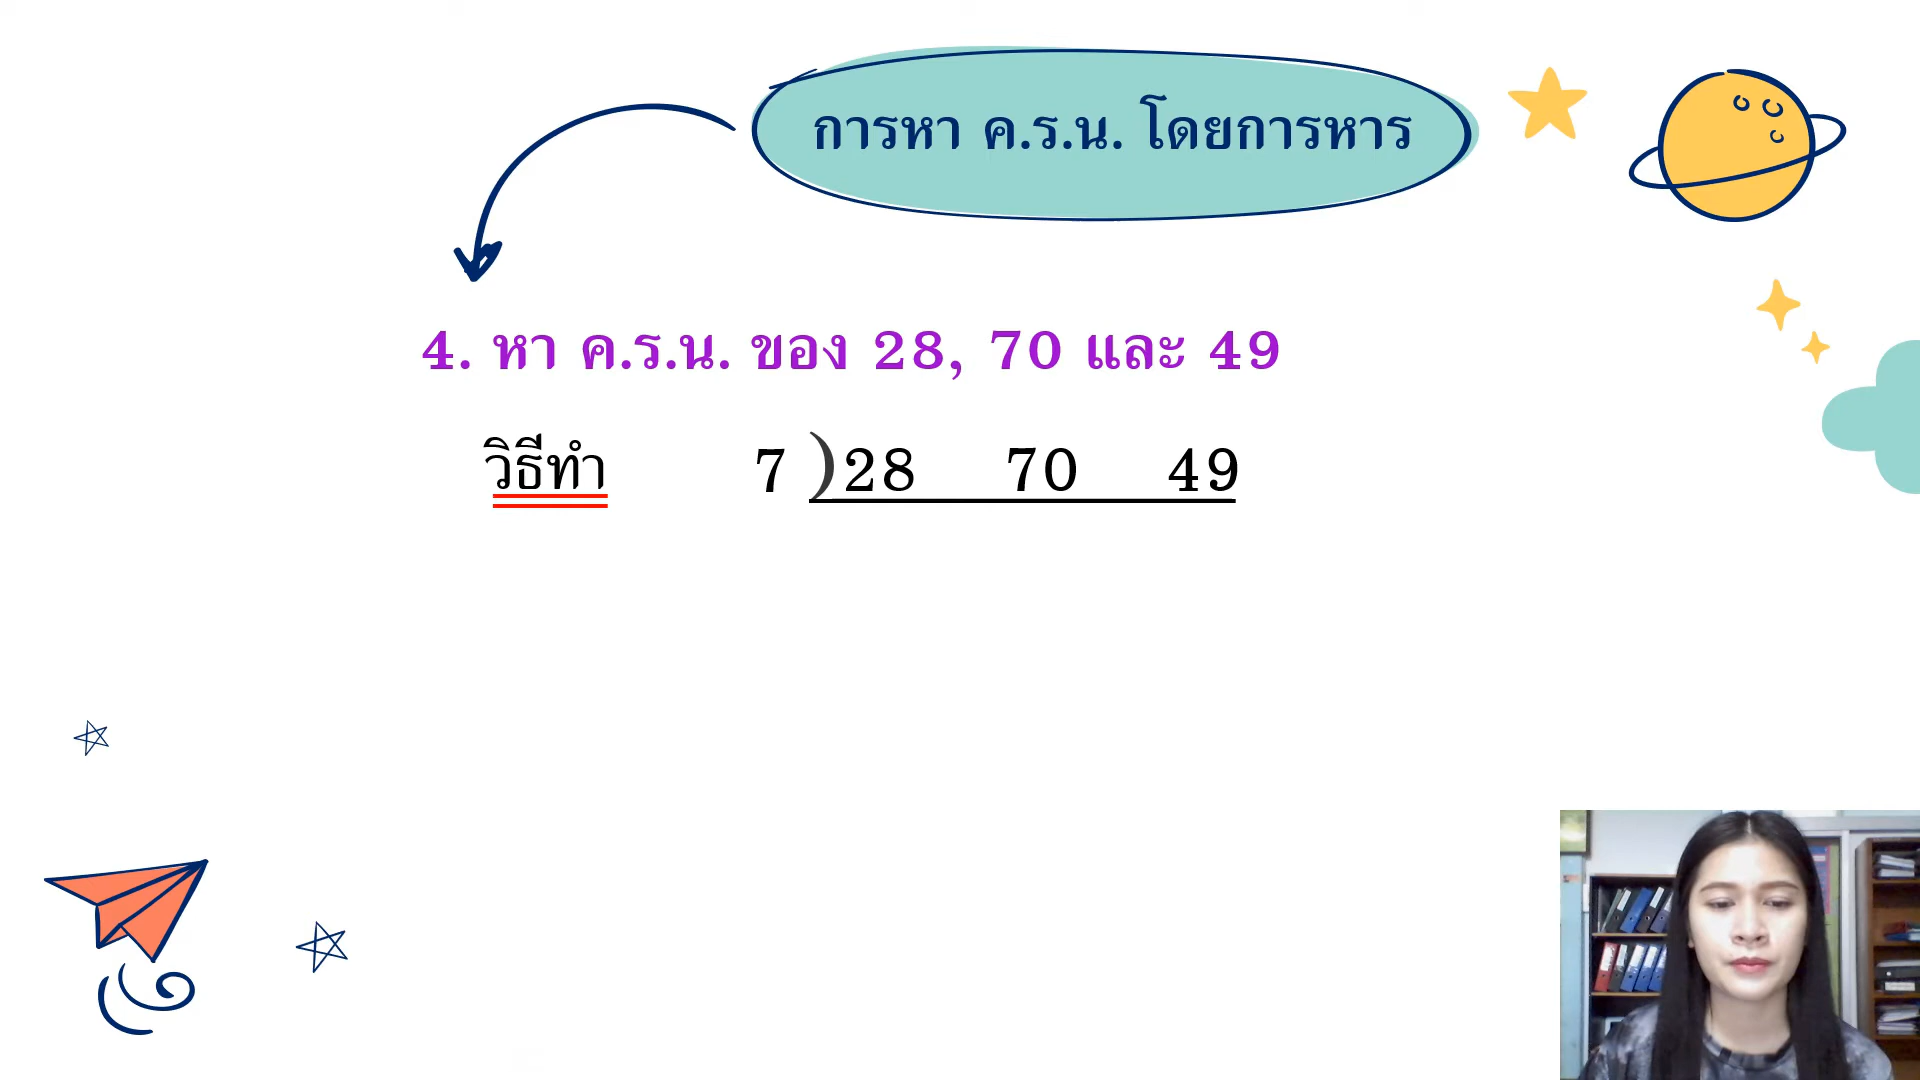 การหา ค.ร.น. โดยการหาร
4. หา ค.ร.น. ของ 28, 70 และ 49
วิธีทำ 7 ) 28 70 49